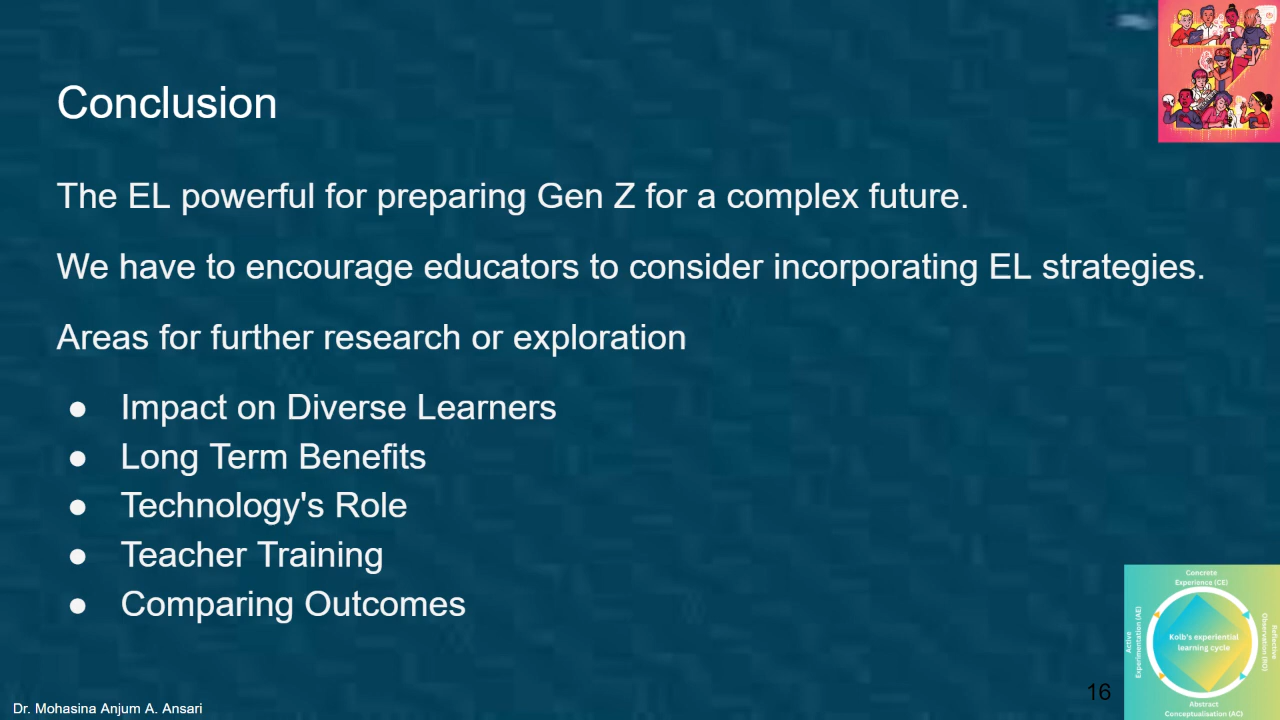 Conclusion
The EL powerful for preparing Gen Z for a complex future.
We have to encourage educators to consider incorporating EL strategies.
Areas for further research or exploration
● Impact on Diverse Learners
● Long Term Benefits
● Technology's Role
● Teacher Training
● Comparing Outcomes
Concrete
Experience (CE)
Active
Experimentation (AE)
Kolb's experiential
learning cycle
Reflective
Observation (RO)
Abstract
Conceptualisation (AC)
16
Dr. Mohasina Anjum A. Ansari